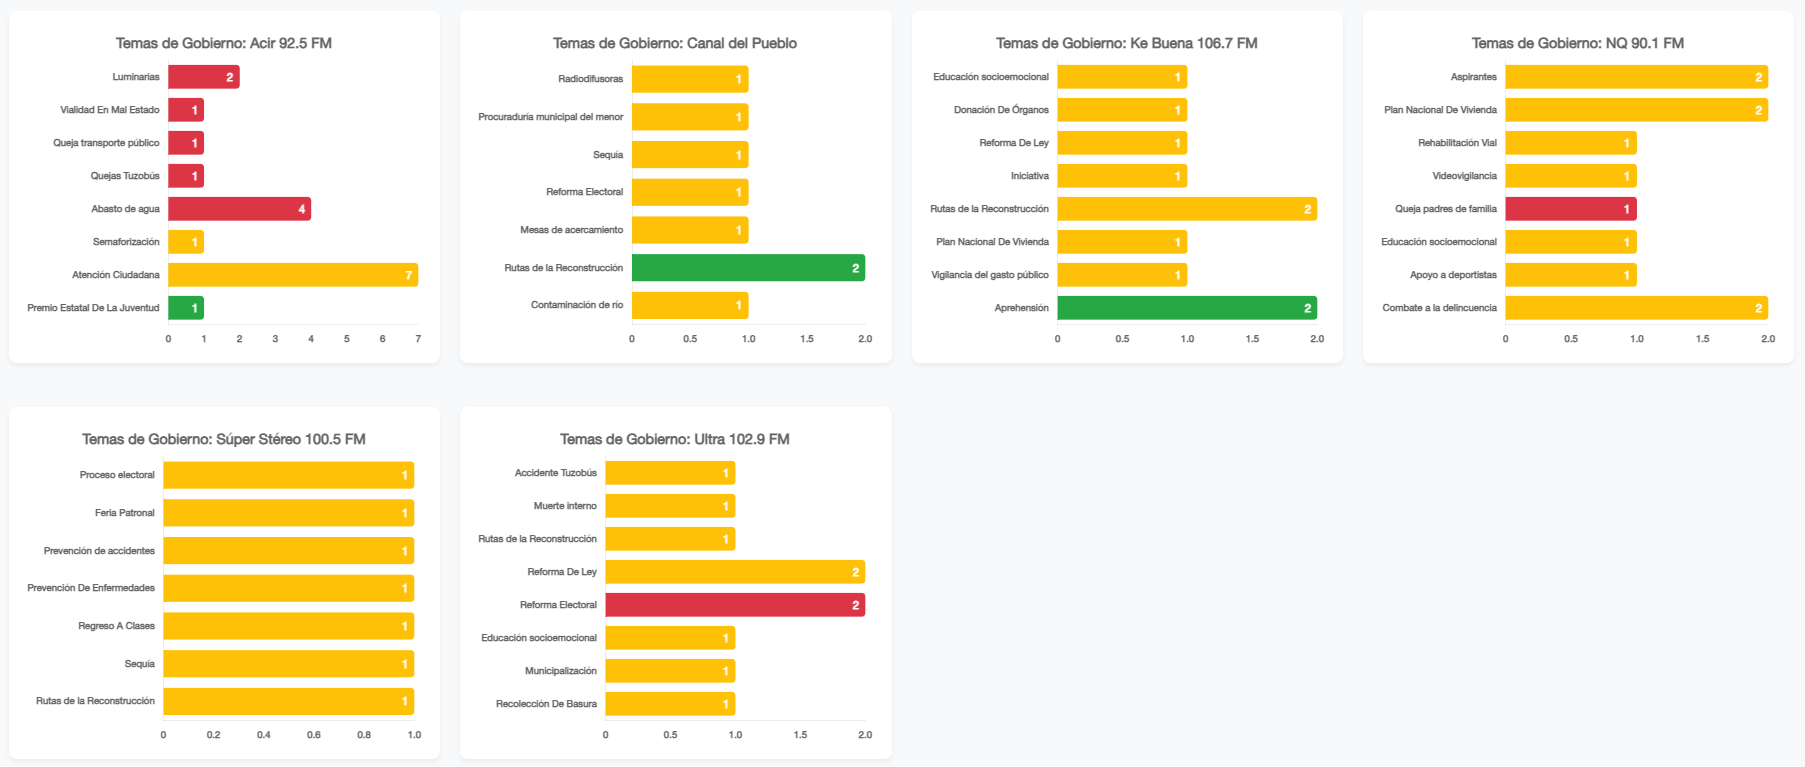 Temas de Gobierno: Acir 92.5 FM
Luminarias 2
Vialidad En Mal Estado 1
Queja transporte público 1
Quejas Tuzobús 1
Abasto de agua 4
Semaforización 1
Atención Ciudadana 7
Premio Estatal De La Juventud 1
0 1 2 3 4 5 6 7
Temas de Gobierno: Canal del Pueblo
Radiodifusoras 1
Procuraduría municipal del menor 1
Sequía 1
Reforma Electoral 1
Mesas de acercamiento 1
Rutas de la Reconstrucción 2
Contaminación de río 1
0 0.5 1.0 1.5 2.0
Temas de Gobierno: Ke Buena 106.7 FM
Educación socioemocional 1
Donación De Órganos 1
Reforma De Ley 1
Iniciativa 1
Rutas de la Reconstrucción 2
Plan Nacional De Vivienda 1
Vigilancia del gasto público 1
Aprehensión 2
0 0.5 1.0 1.5 2.0
Temas de Gobierno: NQ 90.1 FM
Aspirantes 2
Plan Nacional De Vivienda 2
Rehabilitación Vial 1
Videovigilancia 1
Queja padres de familia 1
Educación socioemocional 1
Apoyo a deportistas 1
Combate a la delincuencia 2
0 0.5 1.0 1.5 2.0
Temas de Gobierno: Súper Stéreo 100.5 FM
Proceso electoral 1
Feria Patronal 1
Prevención de accidentes 1
Prevención De Enfermedades 1
Regreso A Clases 1
Sequía 1
Rutas de la Reconstrucción 1
0 0.2 0.4 0.6 0.8 1.0
Temas de Gobierno: Ultra 102.9 FM
Accidente Tuzobús 1
Muerte interno 1
Rutas de la Reconstrucción 1
Reforma De Ley 2
Reforma Electoral 2
Educación socioemocional 1
Municipalización 1
Recolección De Basura 1
0 0.5 1.0 1.5 2.0